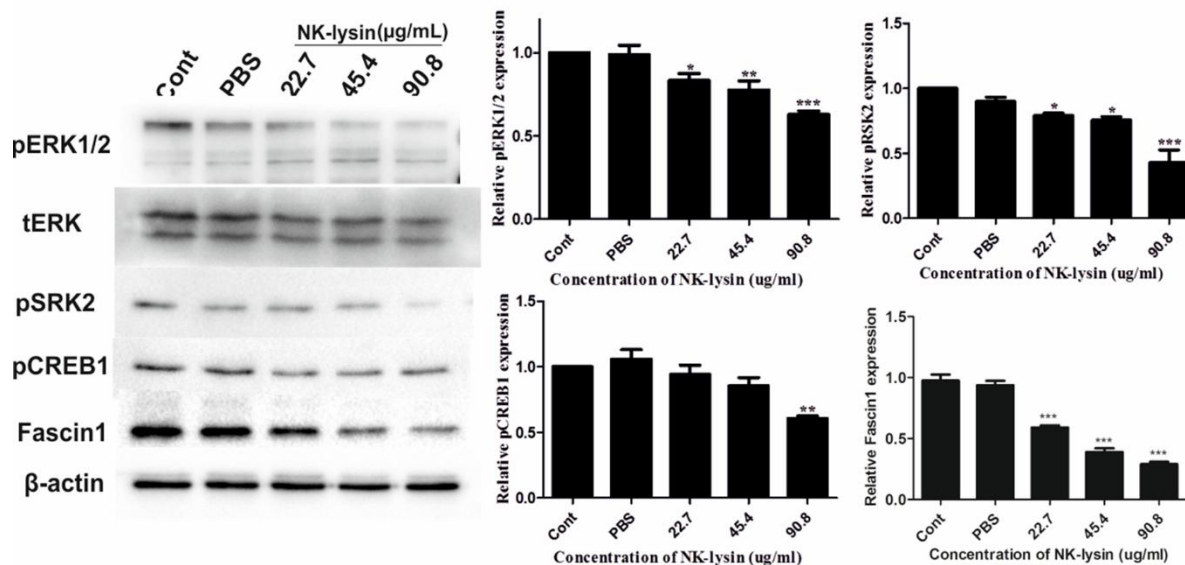 NK-lysin(μg/mL)
Cont PBS 22.7 45.4 90.8
pERK1/2
tERK
pSRK2
pCREB1
Fascin1
β-actin
Relative pERK1/2 expression
1.0
0.5
0.0
* ** ***
Cont PBS 22.7 45.4 90.8
Concentration of NK-lysin (ug/ml)
Relative pRSK2 expression
1.5
1.0
0.5
0.0
* * ***
Cont PBS 22.7 45.4 90.8
Concentration of NK-lysin (ug/ml)
Relative pCREB1 expression
1.5
1.0
0.5
0.0
**
Cont PBS 22.7 45.4 90.8
Concentration of NK-lysin (ug/ml)
Relative Fascin1 expression
1.5
1.0
0.5
0.0
*** *** ***
Cont PBS 22.7 45.4 90.8
Concentration of NK-lysin (ug/ml)